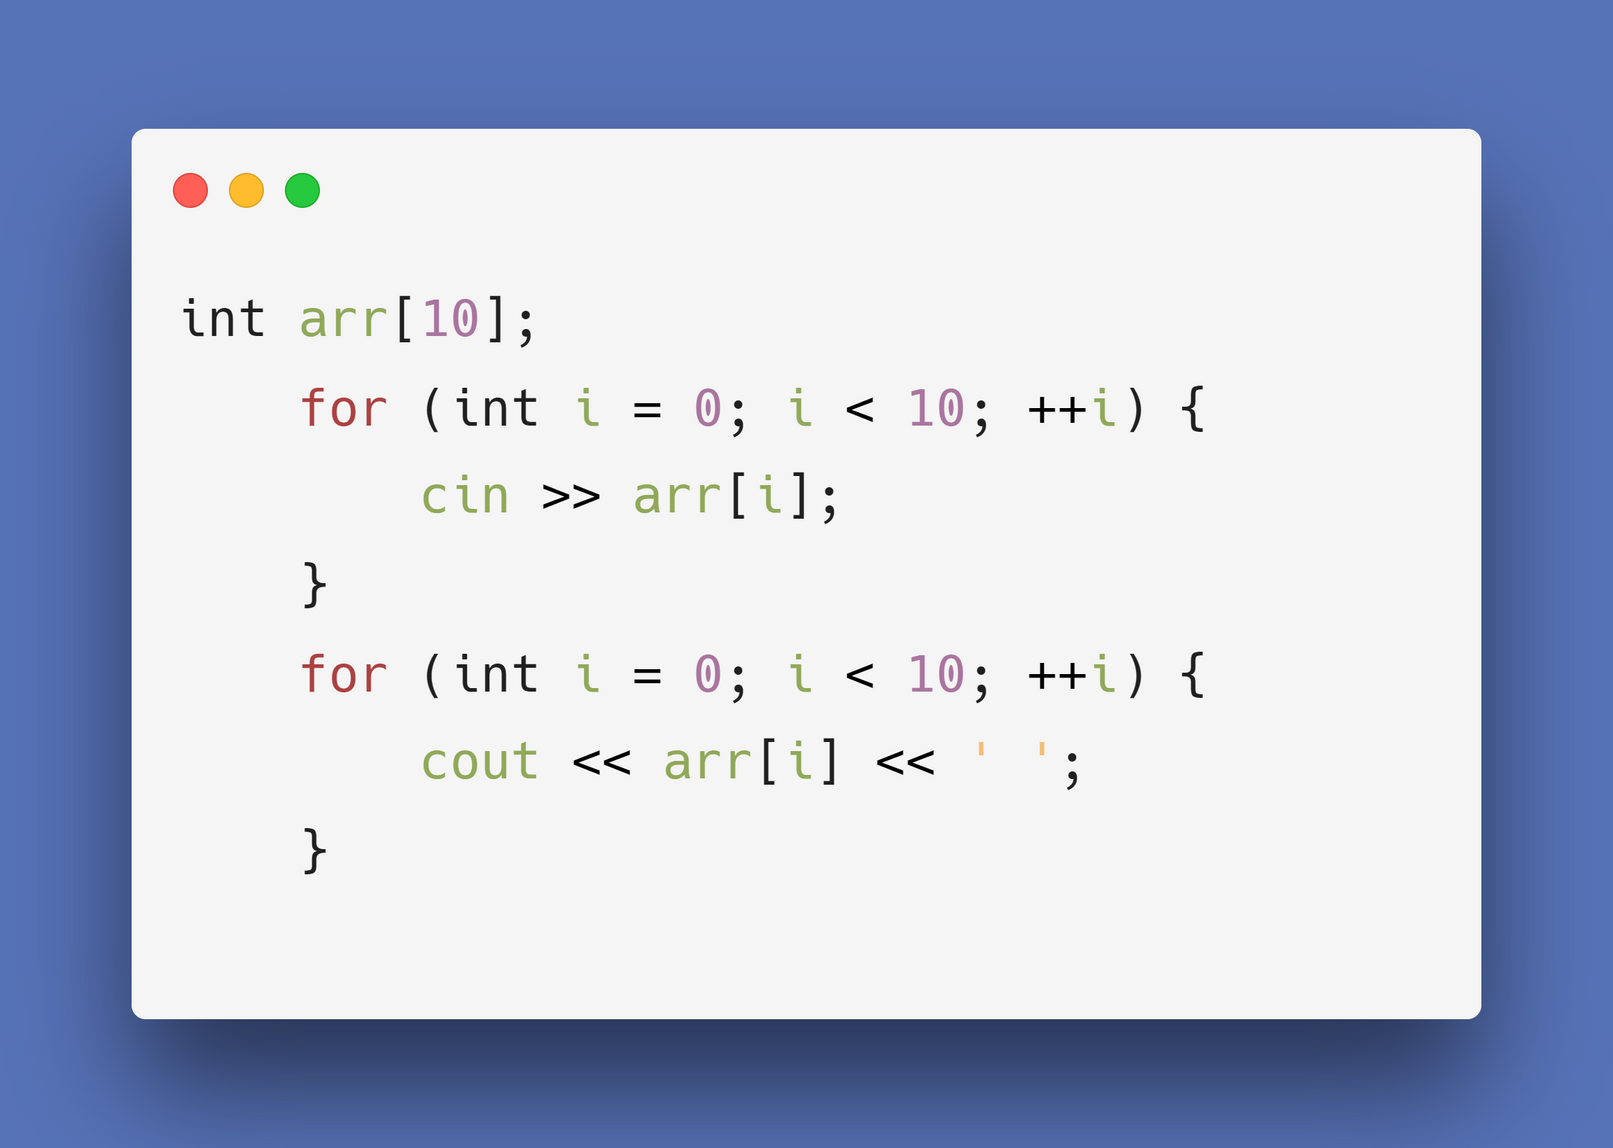 int arr[10];
    for (int i = 0; i < 10; ++i) {
        cin >> arr[i];
    }
    for (int i = 0; i < 10; ++i) {
        cout << arr[i] << ' ';
    }